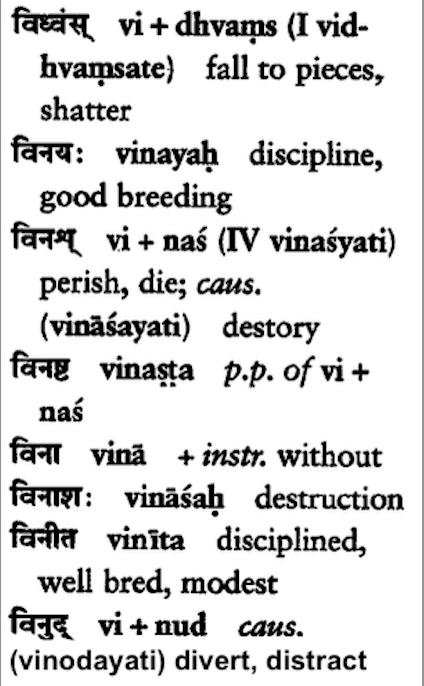 विध्वंस् vi + dhvaṃs (I vid-
hvaṃsate) fall to pieces,
shatter
विनयः vinayaḥ discipline,
good breeding
विनश् vi + naś (IV vinaśyati)
perish, die; caus.
(vināśayati) destory
विनष्ट vinaṣṭa p.p. of vi +
naś
विना vinā + instr. without
विनाशः vināśaḥ destruction
विनीत vinīta disciplined,
well bred, modest
विनुद् vi + nud caus.
(vinodayati) divert, distract